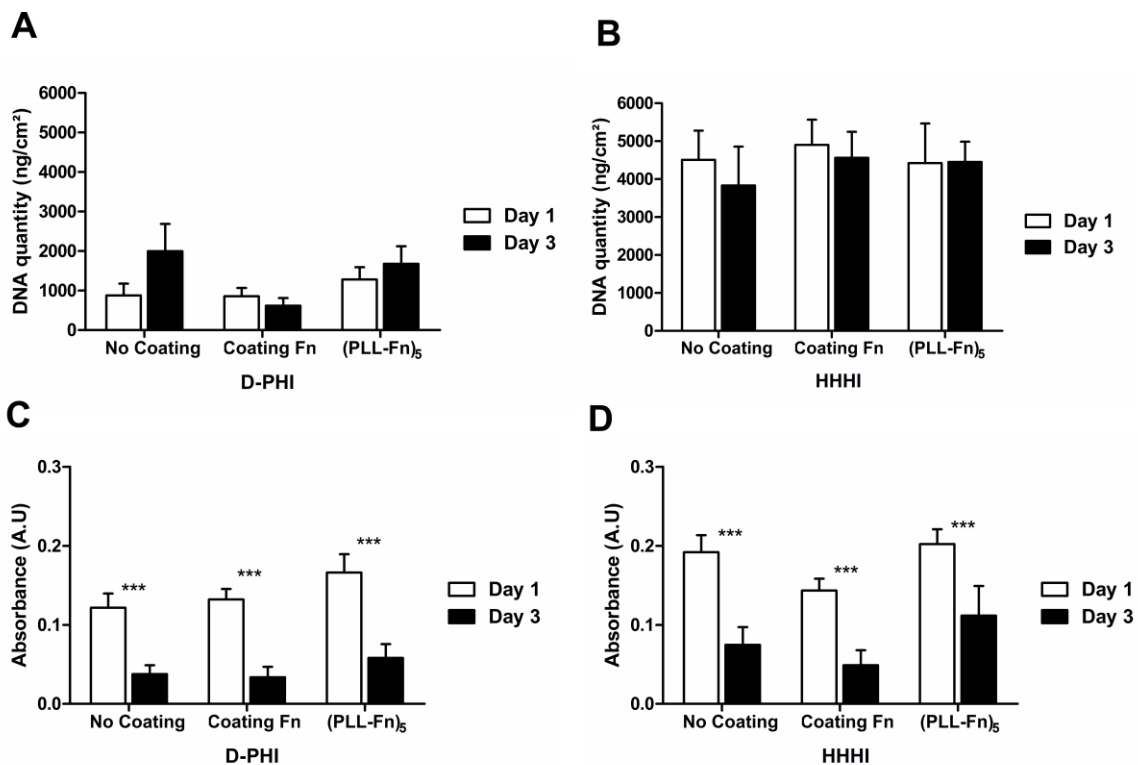 A
DNA quantity (ng/cm²)
6000
5000
4000
3000
2000
1000
0
No Coating
Coating Fn
(PLL-Fn)₅
D-PHI
Day 1
Day 3
B
DNA quantity (ng/cm²)
6000
5000
4000
3000
2000
1000
0
No Coating
Coating Fn
(PLL-Fn)₅
HHHI
Day 1
Day 3
C
Absorbance (A.U)
0.3
0.2
0.1
0.0
***
***
***
No Coating
Coating Fn
(PLL-Fn)₅
D-PHI
Day 1
Day 3
D
Absorbance (A.U)
0.3
0.2
0.1
0.0
***
***
***
No Coating
Coating Fn
(PLL-Fn)₅
HHHI
Day 1
Day 3